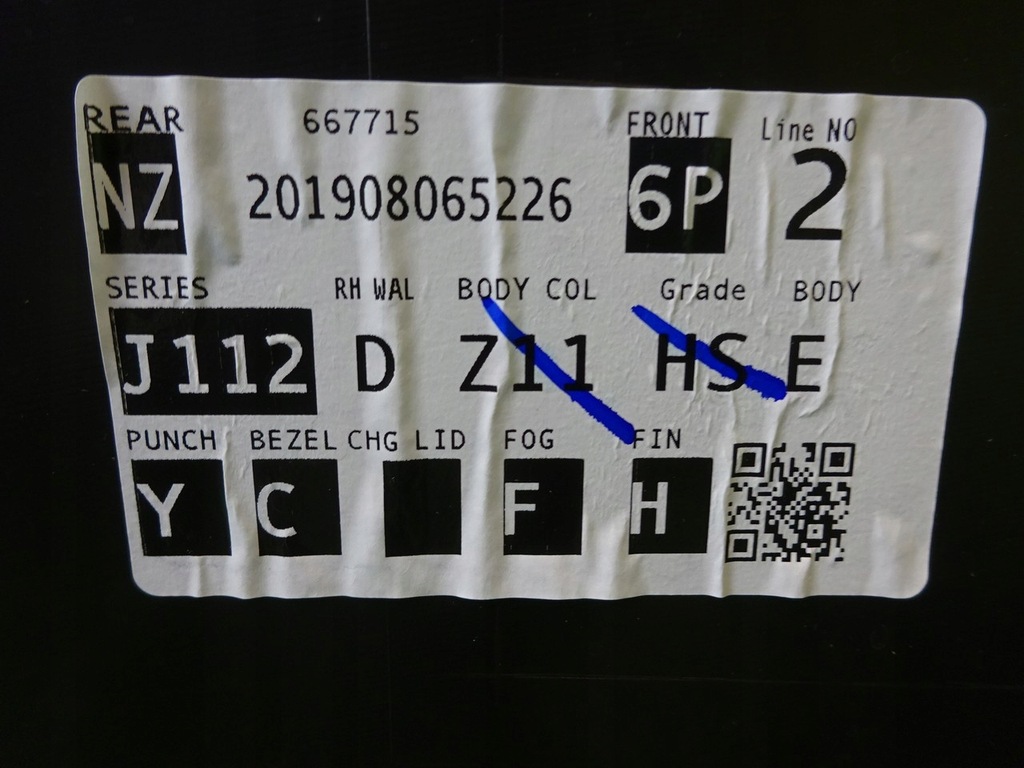 REAR 667715 FRONT Line NO
NZ 201908065226 6P 2
SERIES RH WAL BODY COL Grade BODY
J112 D Z11 HS E
PUNCH BEZEL CHG LID FOG FIN
Y C F H